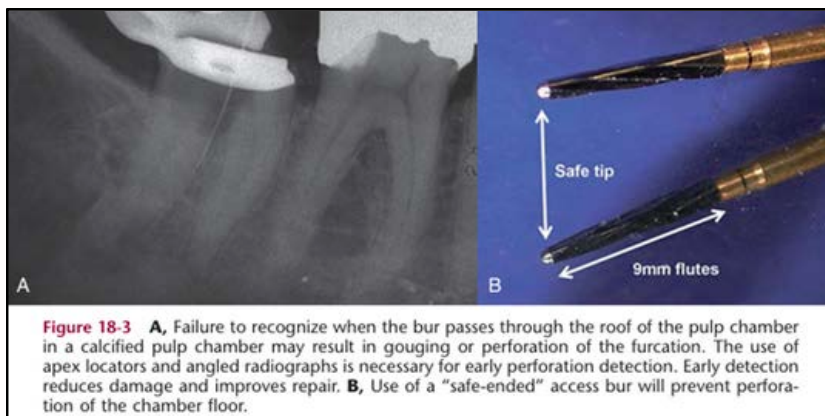 A
B
Safe tip
9mm flutes
Figure 18-3 A, Failure to recognize when the bur passes through the roof of the pulp chamber
in a calcified pulp chamber may result in gouging or perforation of the furcation. The use of
apex locators and angled radiographs is necessary for early perforation detection. Early detection
reduces damage and improves repair. B, Use of a “safe-ended” access bur will prevent perfora-
tion of the chamber floor.